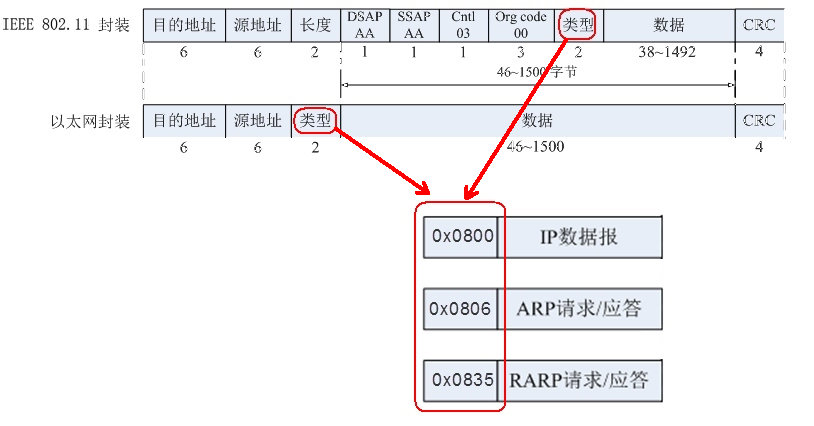 IEEE 802.11 封装 目的地址 源地址 长度 DSAP AA SSAP AA Cntl 03 Org code 00 类型 数据 CRC
6 6 2 1 1 1 3 2 38~1492 4
46~1500 字节
以太网封装 目的地址 源地址 类型 数据 CRC
6 6 2 46~1500 4
0x0800 IP数据报
0x0806 ARP请求/应答
0x0835 RARP请求/应答